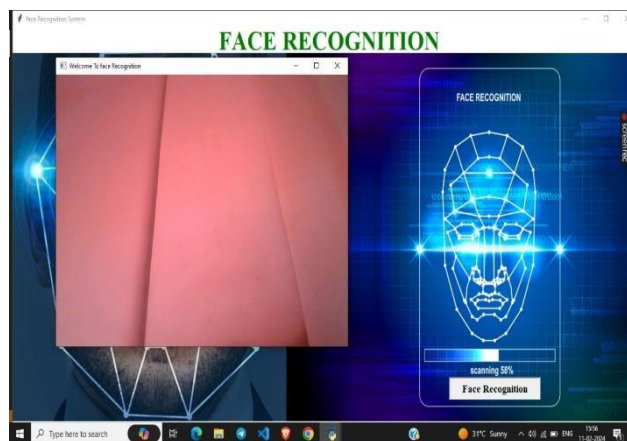 Face Recognition System
FACE RECOGNITION
Welcome To face Recognition
FACE RECOGNITION
screenrec
scanning 58%
Face Recognition
Type here to search
31°C Sunny
ENG
15:56
11-02-2024